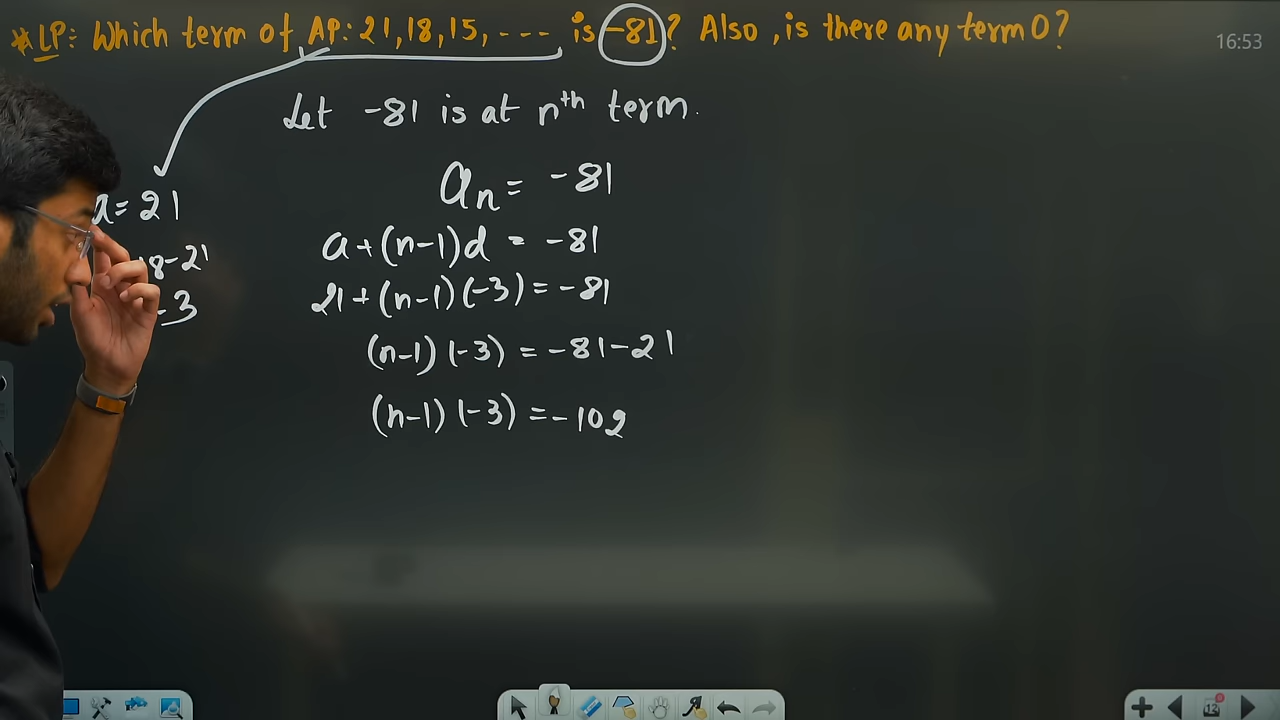 * LP: Which term of AP: 21, 18, 15, --- is -81? Also, is there any term 0?
16:53
Let -81 is at nth term.
aₙ = -81
a = 21
a+(n-1)d = -81
18-21
21+(n-1)(-3) = -81
-3
(n-1)(-3) = -81-21
(n-1)(-3) = -102